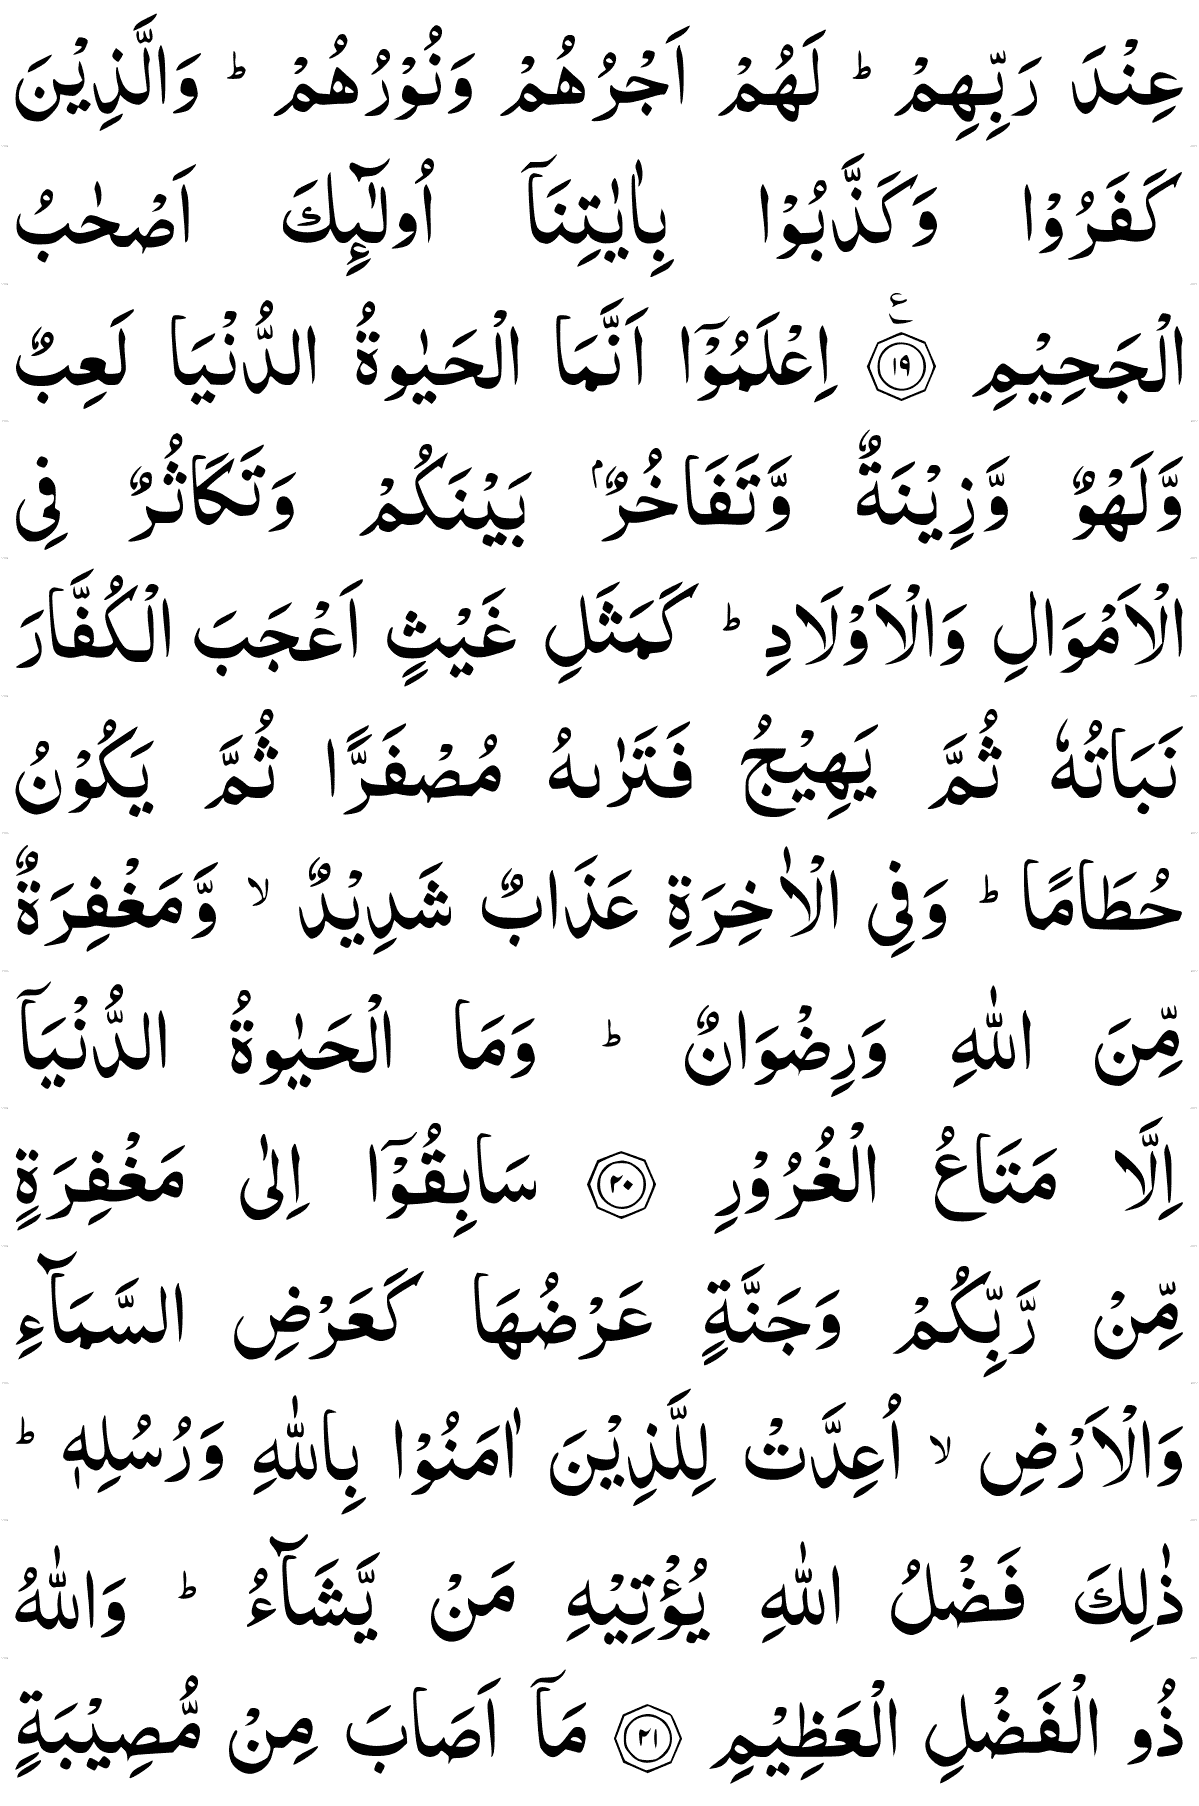 عِنْدَ رَبِّهِمْ ؕ لَهُمْ اَجْرُهُمْ وَنُوْرُهُمْ ؕ وَالَّذِيْنَ
كَفَرُوْا وَكَذَّبُوْا بِاٰيٰتِنَاۤ اُولٰٓئِكَ اَصْحٰبُ
الْجَحِيْمِ ﴿١٩﴾ۧ اِعْلَمُوْۤا اَنَّمَا الْحَيٰوةُ الدُّنْيَا لَعِبٌ
وَّلَهْوٌ وَّزِيْنَةٌ وَّتَفَاخُرٌۢ بَيْنَكُمْ وَتَكَاثُرٌ فِى
الْاَمْوَالِ وَالْاَوْلَادِ ؕ كَمَثَلِ غَيْثٍ اَعْجَبَ الْكُفَّارَ
نَبَاتُهٗ ثُمَّ يَهِيْجُ فَتَرٰىهُ مُصْفَرًّا ثُمَّ يَكُوْنُ
حُطَامًا ؕ وَفِى الْاٰخِرَةِ عَذَابٌ شَدِيْدٌ ۙ وَّمَغْفِرَةٌ
مِّنَ اللّٰهِ وَرِضْوَانٌ ؕ وَمَا الْحَيٰوةُ الدُّنْيَاۤ
اِلَّا مَتَاعُ الْغُرُوْرِ ﴿٢٠﴾ سَابِقُوْۤا اِلٰى مَغْفِرَةٍ
مِّنْ رَّبِّكُمْ وَجَنَّةٍ عَرْضُهَا كَعَرْضِ السَّمَآءِ
وَالْاَرْضِ ۙ اُعِدَّتْ لِلَّذِيْنَ اٰمَنُوْا بِاللّٰهِ وَرُسُلِهٖ ؕ
ذٰلِكَ فَضْلُ اللّٰهِ يُؤْتِيْهِ مَنْ يَّشَآءُ ؕ وَاللّٰهُ
ذُو الْفَضْلِ الْعَظِيْمِ ﴿٢١﴾ مَاۤ اَصَابَ مِنْ مُّصِيْبَةٍ